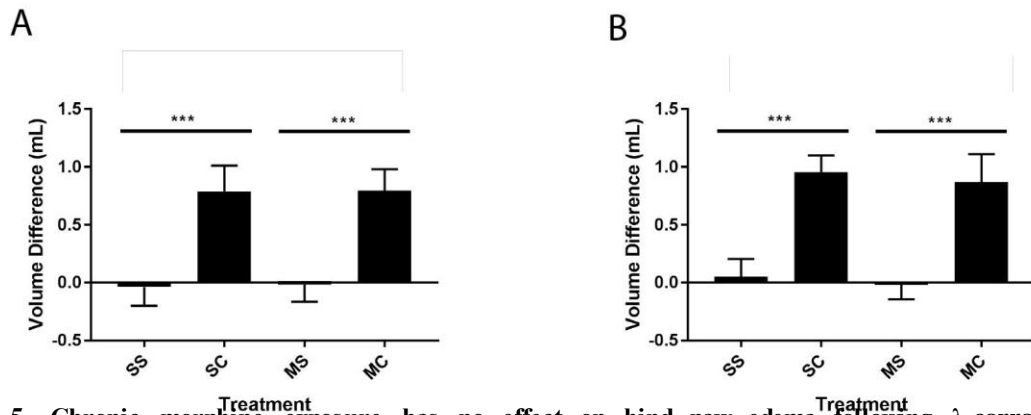 A
B
1.5
1.0
0.5
0.0
-0.5
Volume Difference (mL)
***
***
SS
SC
MS
MC
Treatment
1.5
1.0
0.5
0.0
-0.5
Volume Difference (mL)
***
***
SS
SC
MS
MC
Treatment
5. Chronic morphine exposure has no effect on hind paw edema following λ-carra